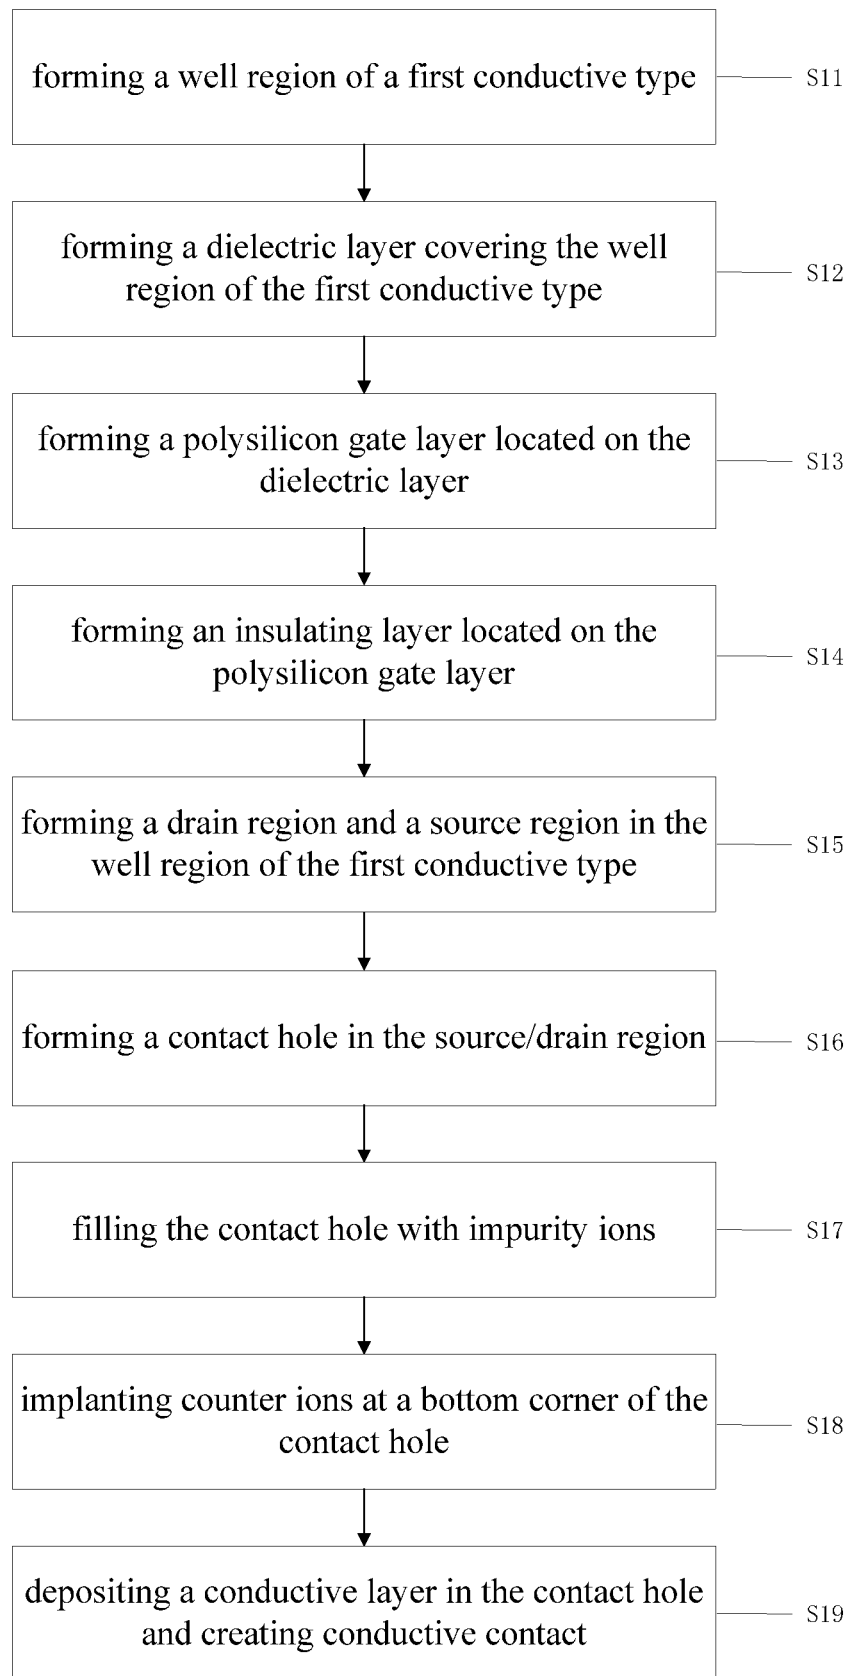 forming a well region of a first conductive type
S11
forming a dielectric layer covering the well
region of the first conductive type
S12
forming a polysilicon gate layer located on the
dielectric layer
S13
forming an insulating layer located on the
polysilicon gate layer
S14
forming a drain region and a source region in the
well region of the first conductive type
S15
forming a contact hole in the source/drain region
S16
filling the contact hole with impurity ions
S17
implanting counter ions at a bottom corner of the
contact hole
S18
depositing a conductive layer in the contact hole
and creating conductive contact
S19